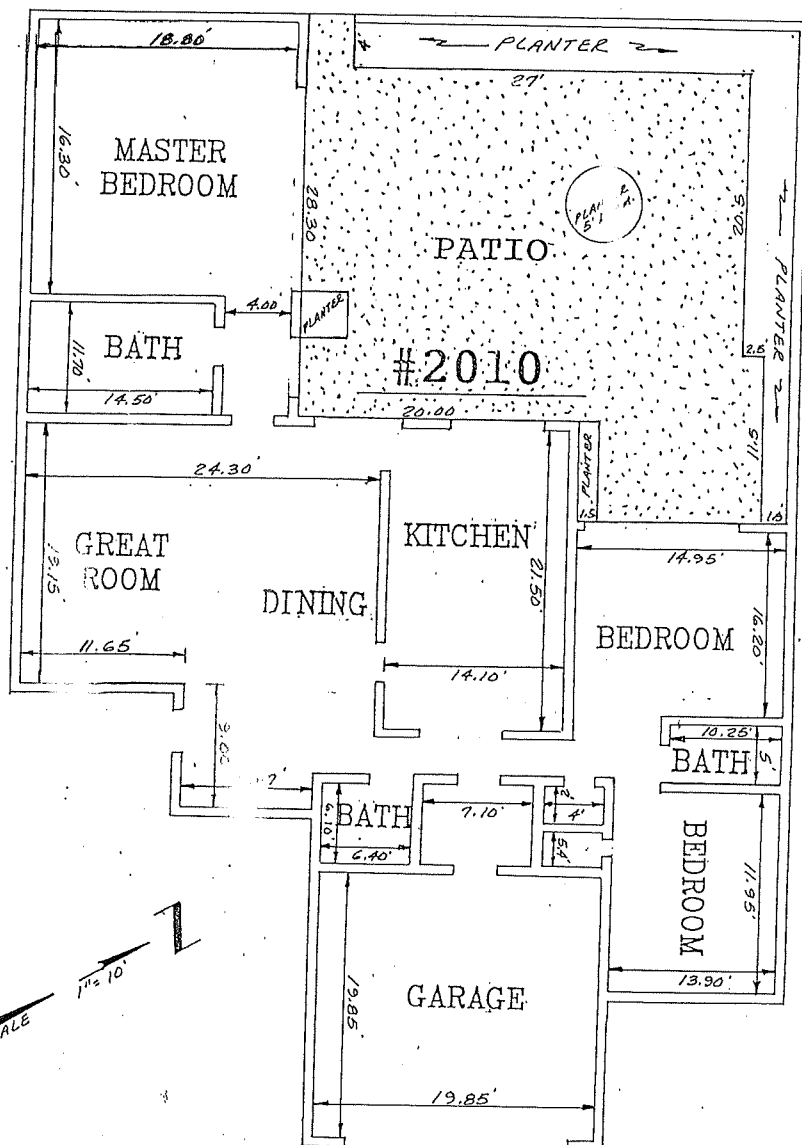 PLANTER
18.80'
4'
27'
16.30'
MASTER
BEDROOM
28.30
PLANTER
20.5
PATIO
PLANTER
4.00
PLANTER
BATH
11.70'
14.50'
#2010
2.5'
20.00
11.5
PLANTER
1.5
1.5
24.30'
GREAT
ROOM
19.15'
KITCHEN
21.50'
14.95'
DINING
BEDROOM
16.20'
11.65'
14.10'
10.25'
5'
BATH
BATH
6.10'
6.40'
7.10'
2'
4'
5.4'
BEDROOM
11.95'
13.90'
1"=10'
GARAGE
19.85'
19.85'